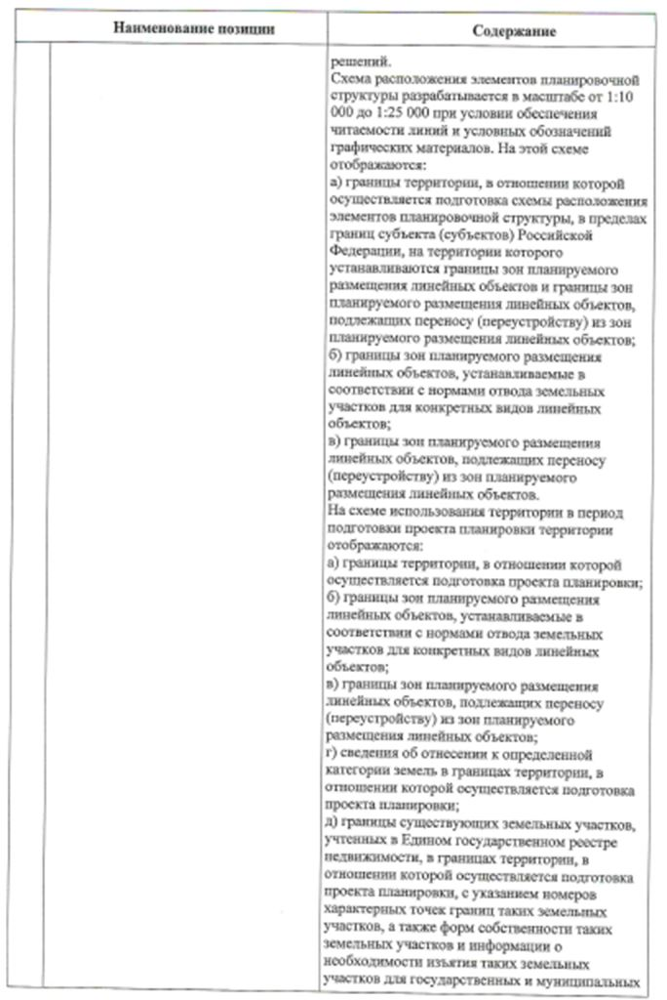 Наименование позиции
Содержание
решений.
Схема расположения элементов планировочной
структуры разрабатывается в масштабе от 1:10
000 до 1:25 000 при условии обеспечения
читаемости линий и условных обозначений
графических материалов. На этой схеме
отображаются:
а) границы территории, в отношении которой
осуществляется подготовка схемы расположения
элементов планировочной структуры, в пределах
границ субъекта (субъектов) Российской
Федерации, на территории которого
устанавливаются границы зон планируемого
размещения линейных объектов и границы зон
планируемого размещения линейных объектов,
подлежащих переносу (переустройству) из зон
планируемого размещения линейных объектов;
б) границы зон планируемого размещения
линейных объектов, устанавливаемые в
соответствии с нормами отвода земельных
участков для конкретных видов линейных
объектов;
в) границы зон планируемого размещения
линейных объектов, подлежащих переносу
(переустройству) из зон планируемого
размещения линейных объектов.
На схеме использования территории в период
подготовки проекта планировки территории
отображаются:
а) границы территории, в отношении которой
осуществляется подготовка проекта планировки;
б) границы зон планируемого размещения
линейных объектов, устанавливаемые в
соответствии с нормами отвода земельных
участков для конкретных видов линейных
объектов;
в) границы зон планируемого размещения
линейных объектов, подлежащих переносу
(переустройству) из зон планируемого
размещения линейных объектов;
г) сведения об отнесении к определенной
категории земель в границах территории, в
отношении которой осуществляется подготовка
проекта планировки;
д) границы существующих земельных участков,
учтенных в Едином государственном реестре
недвижимости, в границах территории, в
отношении которой осуществляется подготовка
проекта планировки, с указанием номеров
характерных точек границ таких земельных
участков, а также форм собственности таких
земельных участков и информации о
необходимости изъятия таких земельных
участков для государственных и муниципальных